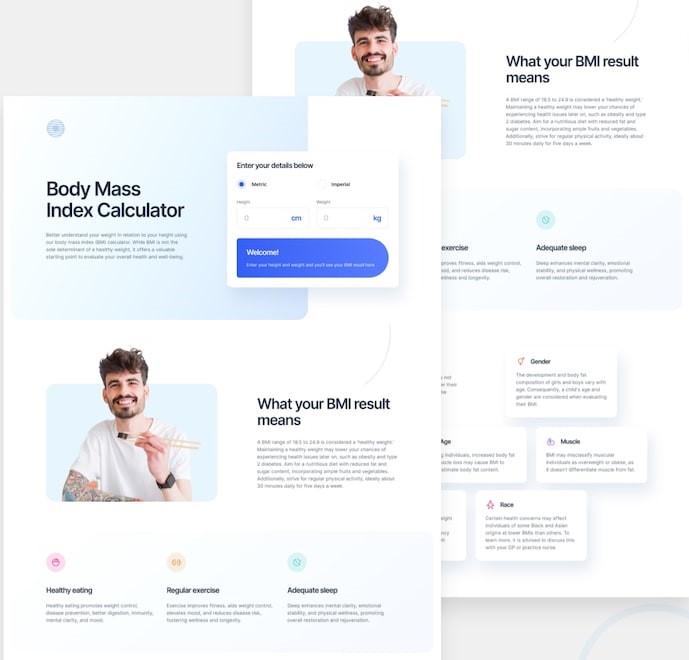 Body Mass
Index Calculator
Better understand your weight in relation to your height using
our body mass index (BMI) calculator. While BMI is not the
sole determinant of a healthy weight, it offers a valuable
starting point to evaluate your overall health and well-being.
Enter your details below
Metric
Imperial
Height
Weight
0
cm
0
kg
Welcome!
Enter your height and weight and you'll see your BMI result here
What your BMI result
means
A BMI range of 18.5 to 24.9 is considered a 'healthy weight.'
Maintaining a healthy weight may lower your chances of
experiencing health issues later on, such as obesity and type
2 diabetes. Aim for a nutritious diet with reduced fat and
sugar content, incorporating ample fruits and vegetables.
Additionally, strive for regular physical activity, ideally about
30 minutes daily for five days a week.
Healthy eating
Healthy eating promotes weight control,
disease prevention, better digestion, immunity,
mental clarity, and mood.
Regular exercise
Exercise improves fitness, aids weight control,
elevates mood, and reduces disease risk,
fostering wellness and longevity.
Adequate sleep
Sleep enhances mental clarity, emotional
stability, and physical wellness, promoting
overall restoration and rejuvenation.
What your BMI result
means
A BMI range of 18.5 to 24.9 is considered a 'healthy weight.'
Maintaining a healthy weight may lower your chances of
experiencing health issues later on, such as obesity and type
2 diabetes. Aim for a nutritious diet with reduced fat and
sugar content, incorporating ample fruits and vegetables.
Additionally, strive for regular physical activity, ideally about
30 minutes daily for five days a week.
exercise
fitness, aids weight control,
and reduces disease risk,
wellness and longevity.
Adequate sleep
Sleep enhances mental clarity, emotional
stability, and physical wellness, promoting
overall restoration and rejuvenation.
not
their
Gender
The development and body fat
composition of girls and boys vary with
age. Consequently, a child's age and
gender are considered when evaluating
their BMI.
Age
individuals, increased body fat
muscle loss may cause BMI to
body fat content.
Muscle
BMI may misclassify muscular
individuals as overweight or obese, as
it doesn't differentiate muscle from fat.
Race
Certain health concerns may affect
individuals of some Black and Asian
origins at lower BMIs than others. To
learn more, it is advised to discuss this
with your GP or practice nurse.